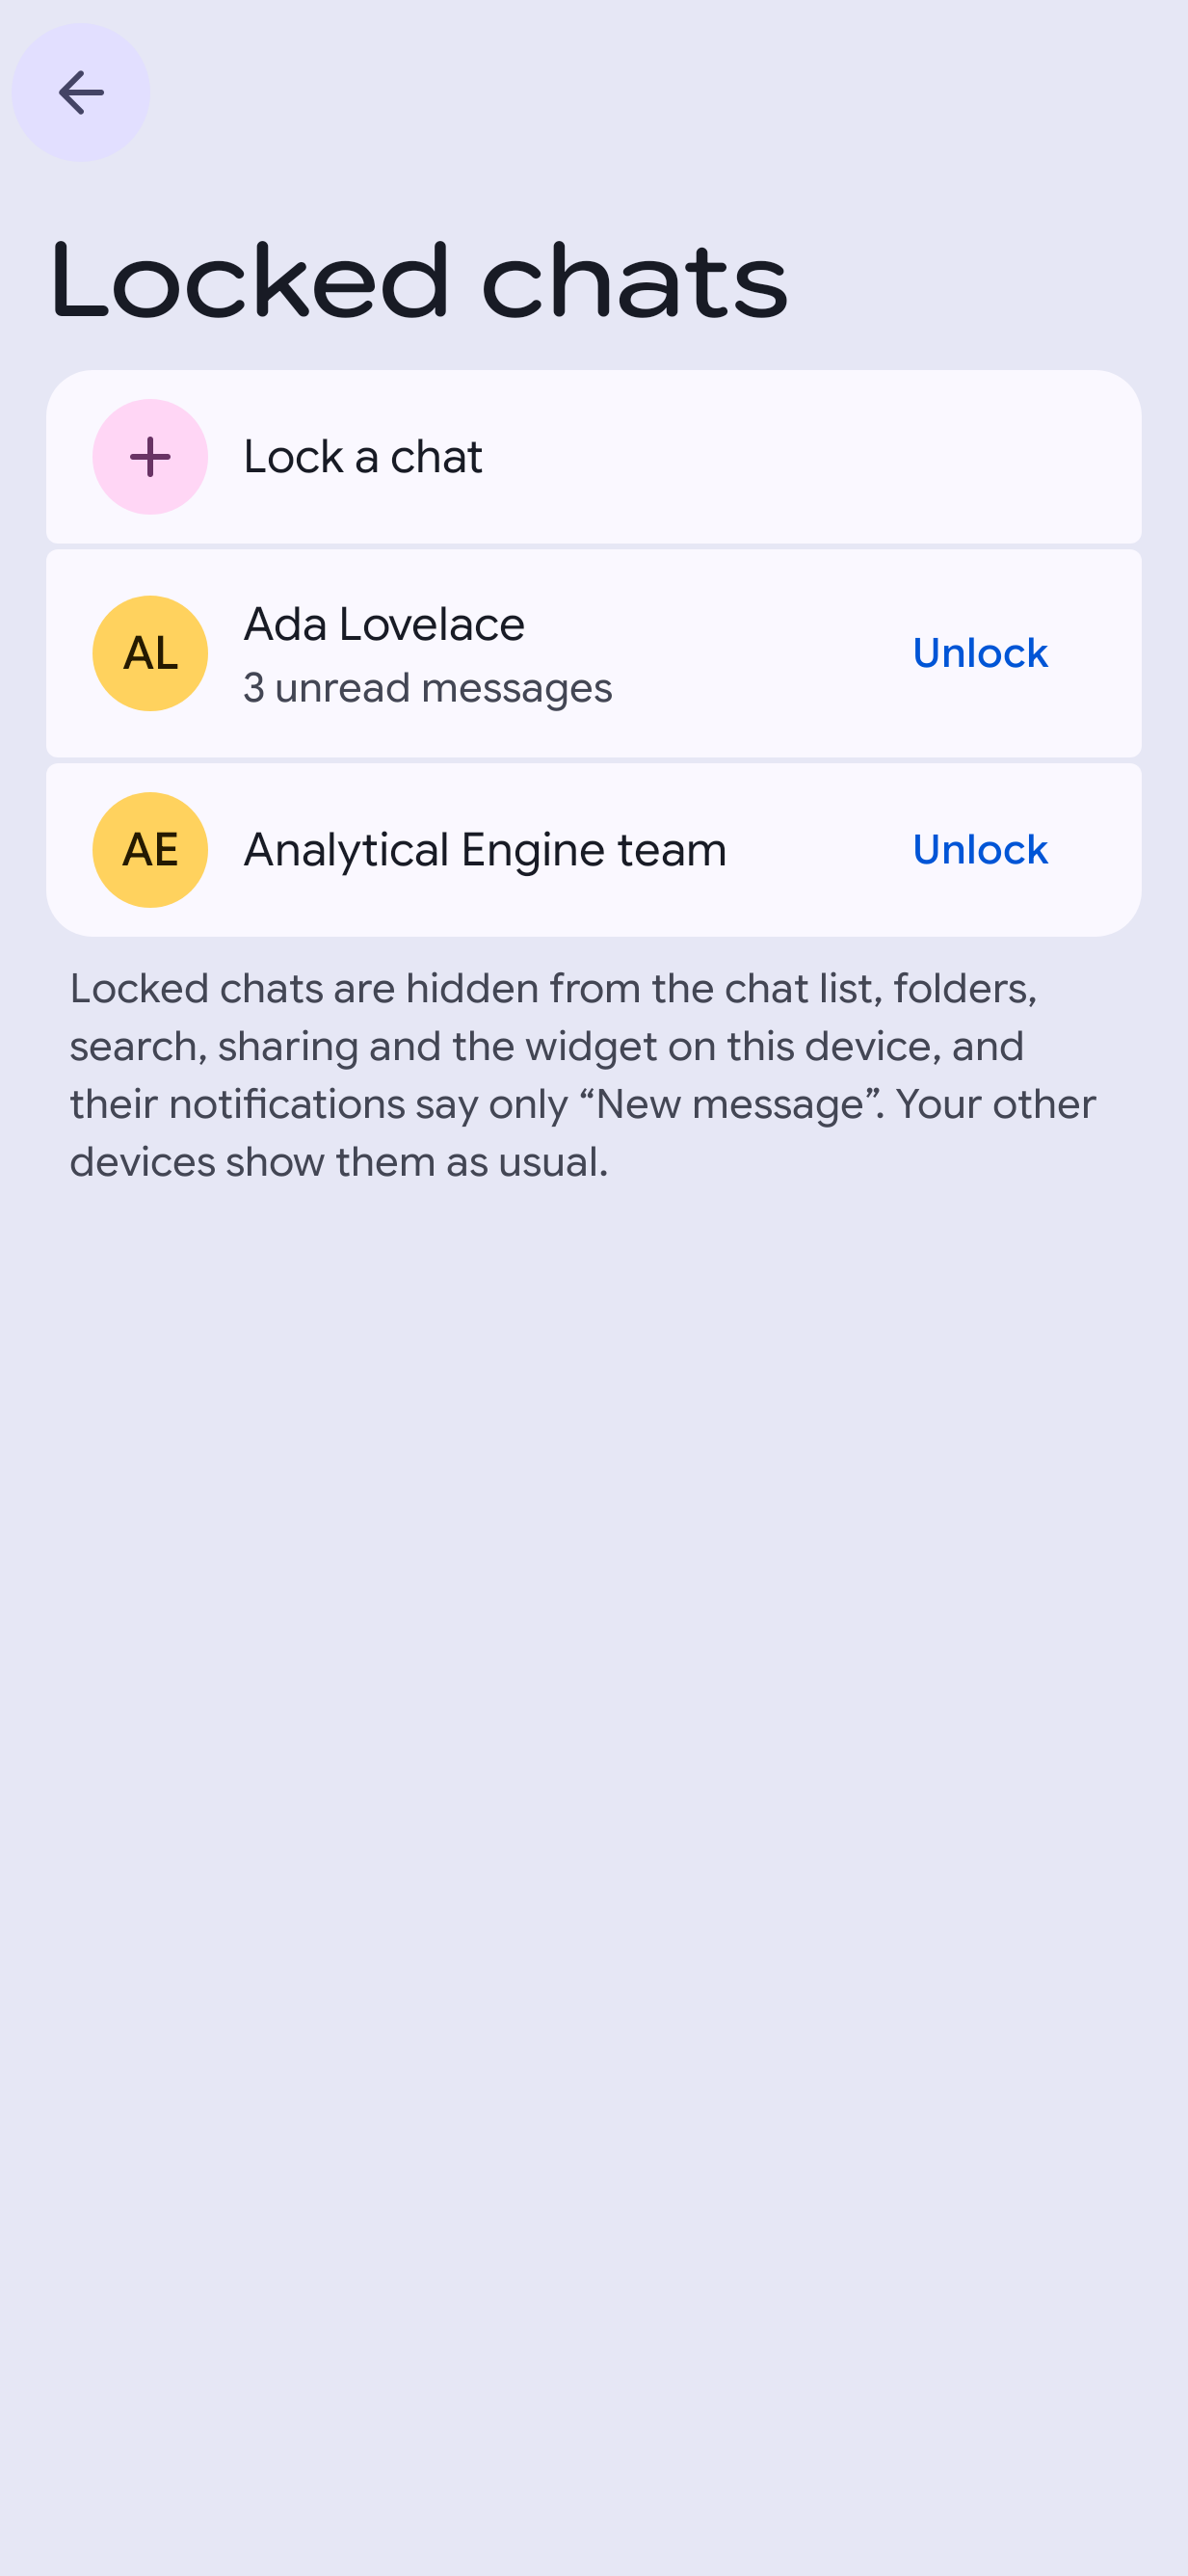 Locked chats
Lock a chat
AL
Ada Lovelace
3 unread messages
Unlock
AE
Analytical Engine team
Unlock
Locked chats are hidden from the chat list, folders,
search, sharing and the widget on this device, and
their notifications say only “New message”. Your other
devices show them as usual.